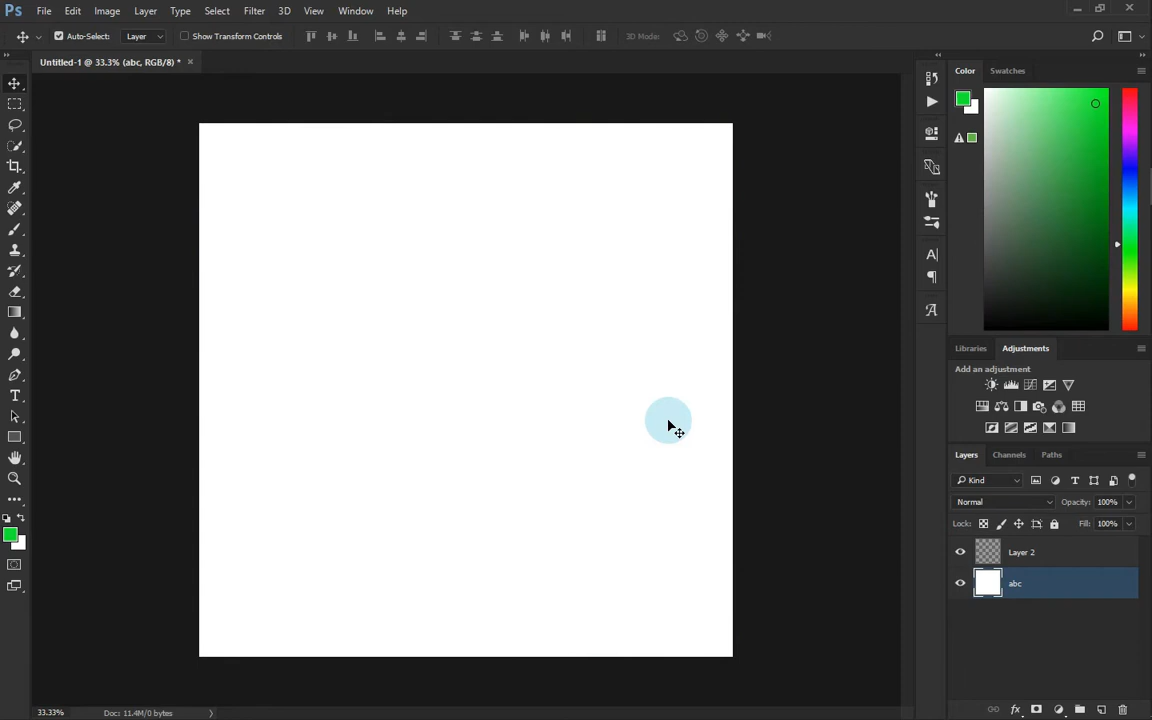 Ps File Edit Image Layer Type Select Filter 3D View Window Help
Auto-Select: Layer Show Transform Controls 3D Mode:
Untitled-1 @ 33.3% (abc, RGB/8) *
Color Swatches
Libraries Adjustments
Add an adjustment
Layers Channels Paths
Kind
Normal Opacity: 100%
Lock: Fill: 100%
Layer 2
abc
33.33% Doc: 11.4M/0 bytes